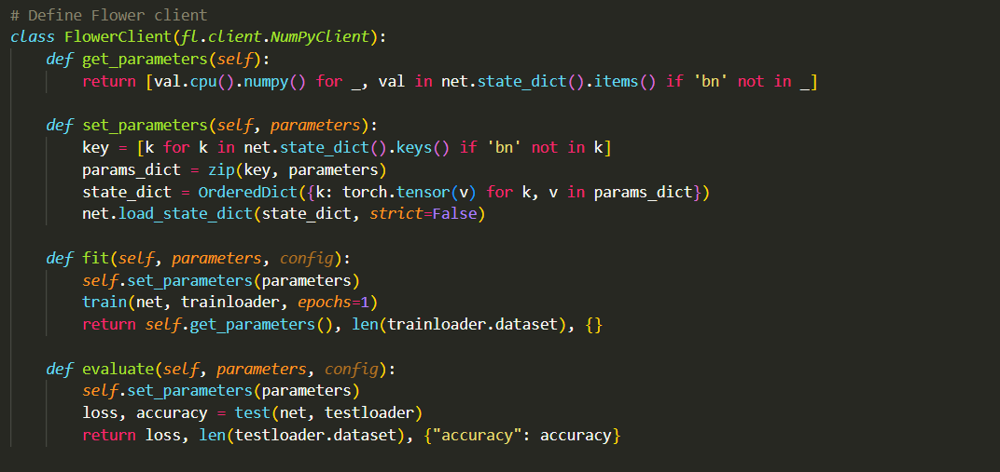 # Define Flower client
class FlowerClient(fl.client.NumPyClient):
    def get_parameters(self):
        return [val.cpu().numpy() for _, val in net.state_dict().items() if 'bn' not in _]
    def set_parameters(self, parameters):
        key = [k for k in net.state_dict().keys() if 'bn' not in k]
        params_dict = zip(key, parameters)
        state_dict = OrderedDict({k: torch.tensor(v) for k, v in params_dict})
        net.load_state_dict(state_dict, strict=False)
    def fit(self, parameters, config):
        self.set_parameters(parameters)
        train(net, trainloader, epochs=1)
        return self.get_parameters(), len(trainloader.dataset), {}
    def evaluate(self, parameters, config):
        self.set_parameters(parameters)
        loss, accuracy = test(net, testloader)
        return loss, len(testloader.dataset), {"accuracy": accuracy}